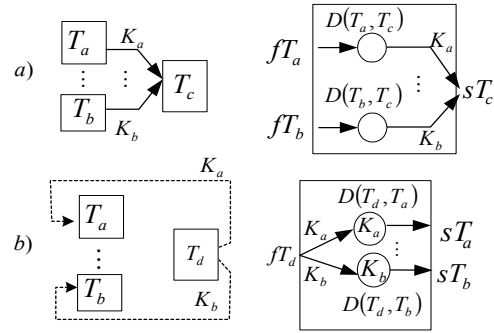 a)
T_a
K_a
⋮ ⋮
T_b
K_b
T_c
D(T_a, T_c)
fT_a
K_a
⋮
D(T_b, T_c)
fT_b
K_b
sT_c
K_a
b)
T_a
⋮
T_b
T_d
K_b
D(T_d, T_a)
K_a
K_a
sT_a
fT_d
⋮
K_b
K_b
sT_b
D(T_d, T_b)